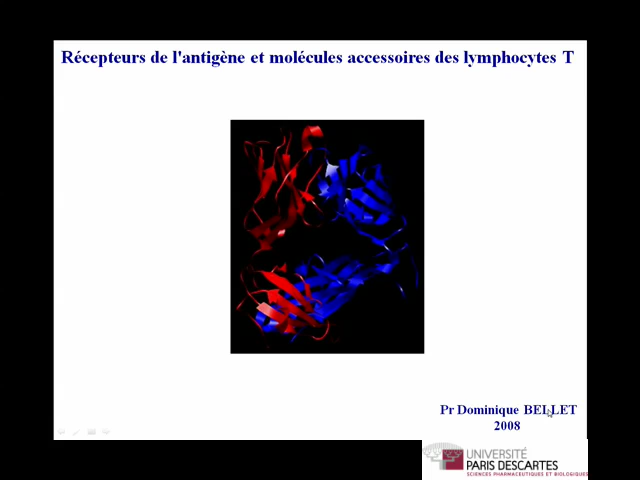 Récepteurs de l'antigène et molécules accessoires des lymphocytes T
Pr Dominique BELLET
2008
UNIVERSITÉ
PARIS DESCARTES
SCIENCES PHARMACEUTIQUES ET BIOLOGIQUES